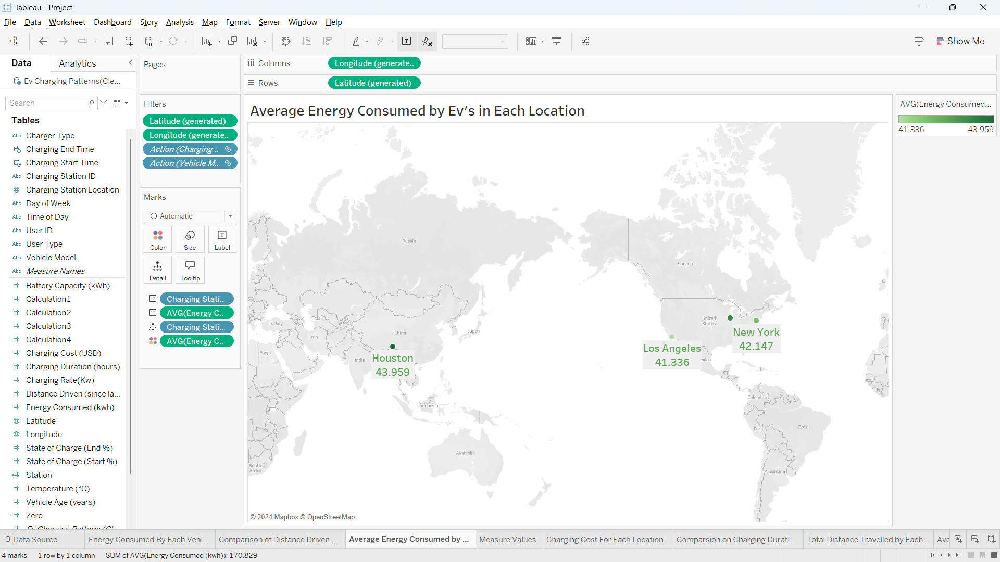 Tableau - Project
File Data Worksheet Dashboard Story Analysis Map Format Server Window Help
Show Me
Data Analytics
Ev Charging Patterns(Cle...
Search
Tables
Abc Charger Type
Charging End Time
Charging Start Time
Abc Charging Station ID
Charging Station Location
Abc Day of Week
Abc Time of Day
Abc User ID
Abc User Type
Abc Vehicle Model
Abc Measure Names
Battery Capacity (kWh)
Calculation1
Calculation2
Calculation3
Calculation4
Charging Cost (USD)
Charging Duration (hours)
Charging Rate(Kw)
Distance Driven (since la...
Energy Consumed (kwh)
Latitude
Longitude
State of Charge (End %)
State of Charge (Start %)
Station
Temperature (°C)
Vehicle Age (years)
Zero
Ev Charging Patterns(Cl...
Pages
Filters
Latitude (generated)
Longitude (generate..
Action (Charging ..
Action (Vehicle M..
Marks
Automatic
Color Size Label
Detail Tooltip
Charging Stati..
AVG(Energy C..
Charging Stati..
AVG(Energy C..
Columns Longitude (generate..
Rows Latitude (generated)
Average Energy Consumed by Ev's in Each Location
Russia
Canada
United
States
Turkey
Iran
China
Japan
Egypt
India
Houston
43.959
Los Angeles
41.336
New York
42.147
xico
Indonesia
Colombia
Peru
Brazil
Australia
South
Africa
Argentina
© 2024 Mapbox © OpenStreetMap
AVG(Energy Consumed...
41.336 43.959
Data Source Energy Consumed By Each Vehi... Comparison of Distance Driven ... Average Energy Consumed by ... Measure Values Charging Cost For Each Location Comparsion on Charging Durati... Total Distance Travelled by Each... Ave
4 marks 1 row by 1 column SUM of AVG(Energy Consumed (kwh)): 170.829